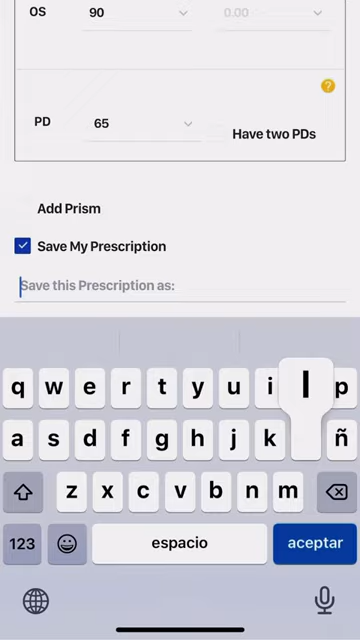 OS 90 0.00
?
PD 65
Have two PDs
Add Prism
Save My Prescription
Save this Prescription as:
q w e r t y u i l p
a s d f g h j k ñ
z x c v b n m
123 espacio aceptar